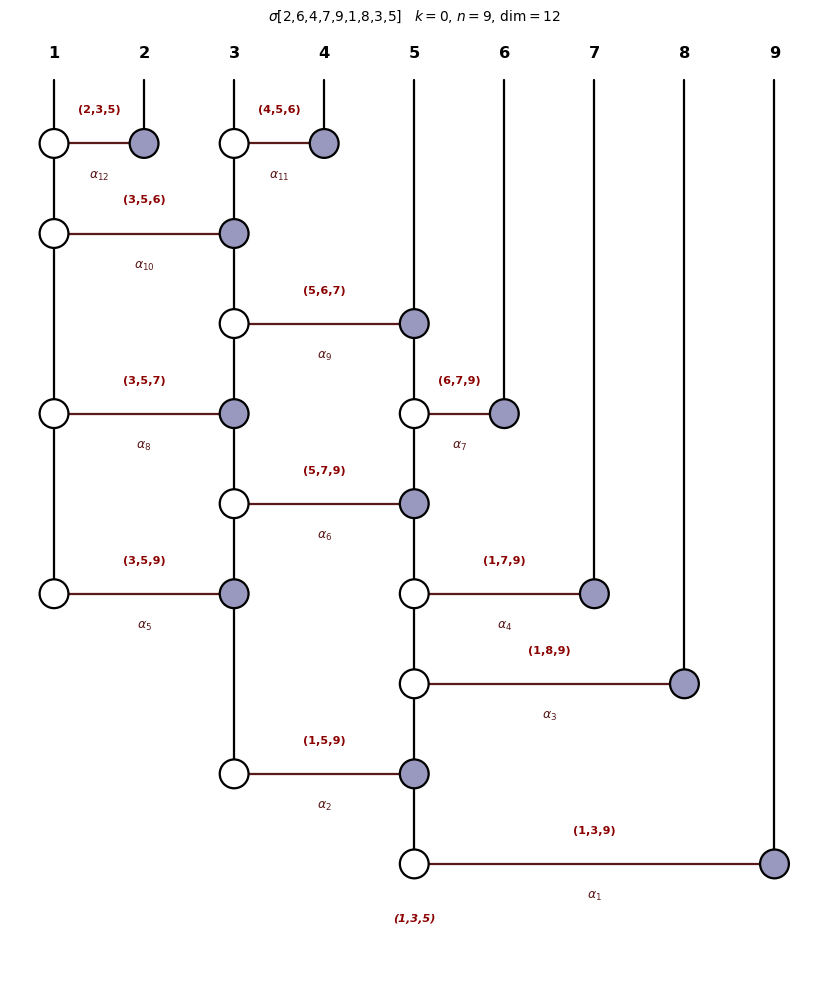 σ[2,6,4,7,9,1,8,3,5]   k = 0, n = 9, dim = 12
1 2 3 4 5 6 7 8 9
(2,3,5) (4,5,6)
α₁₂ α₁₁
(3,5,6)
α₁₀
(5,6,7)
α₉
(3,5,7) (6,7,9)
α₈ α₇
(5,7,9)
α₆
(3,5,9) (1,7,9)
α₅ α₄
(1,8,9)
α₃
(1,5,9)
α₂
(1,3,9)
α₁
(1,3,5)